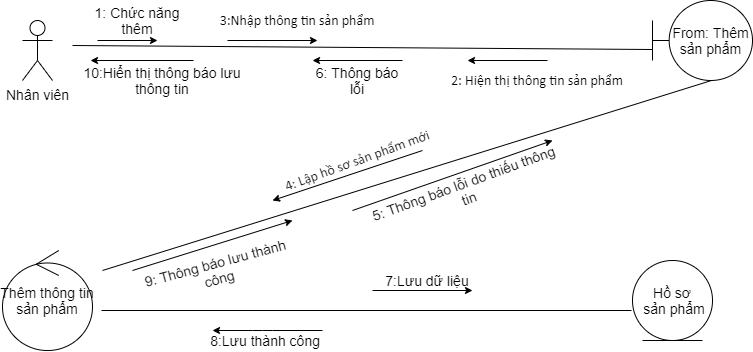 1: Chức năng
thêm
3:Nhập thông tin sản phẩm
From: Thêm
sản phẩm
Nhân viên
10:Hiển thị thông báo lưu
thông tin
6: Thông báo
lỗi
2: Hiện thị thông tin sản phẩm
4: Lập hồ sơ sản phẩm mới
5: Thông báo lỗi do thiếu thông
tin
9: Thông báo lưu thành
công
Thêm thông tin
sản phẩm
7:Lưu dữ liệu
Hồ sơ
sản phẩm
8:Lưu thành công